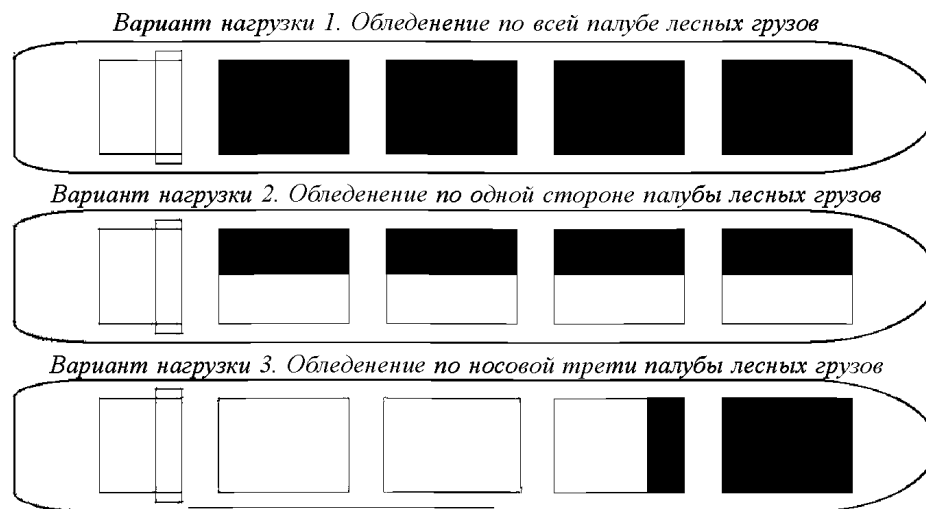 Вариант нагрузки 1. Обледенение по всей палубе лесных грузов
Вариант нагрузки 2. Обледенение по одной стороне палубы лесных грузов
Вариант нагрузки 3. Обледенение по носовой трети палубы лесных грузов